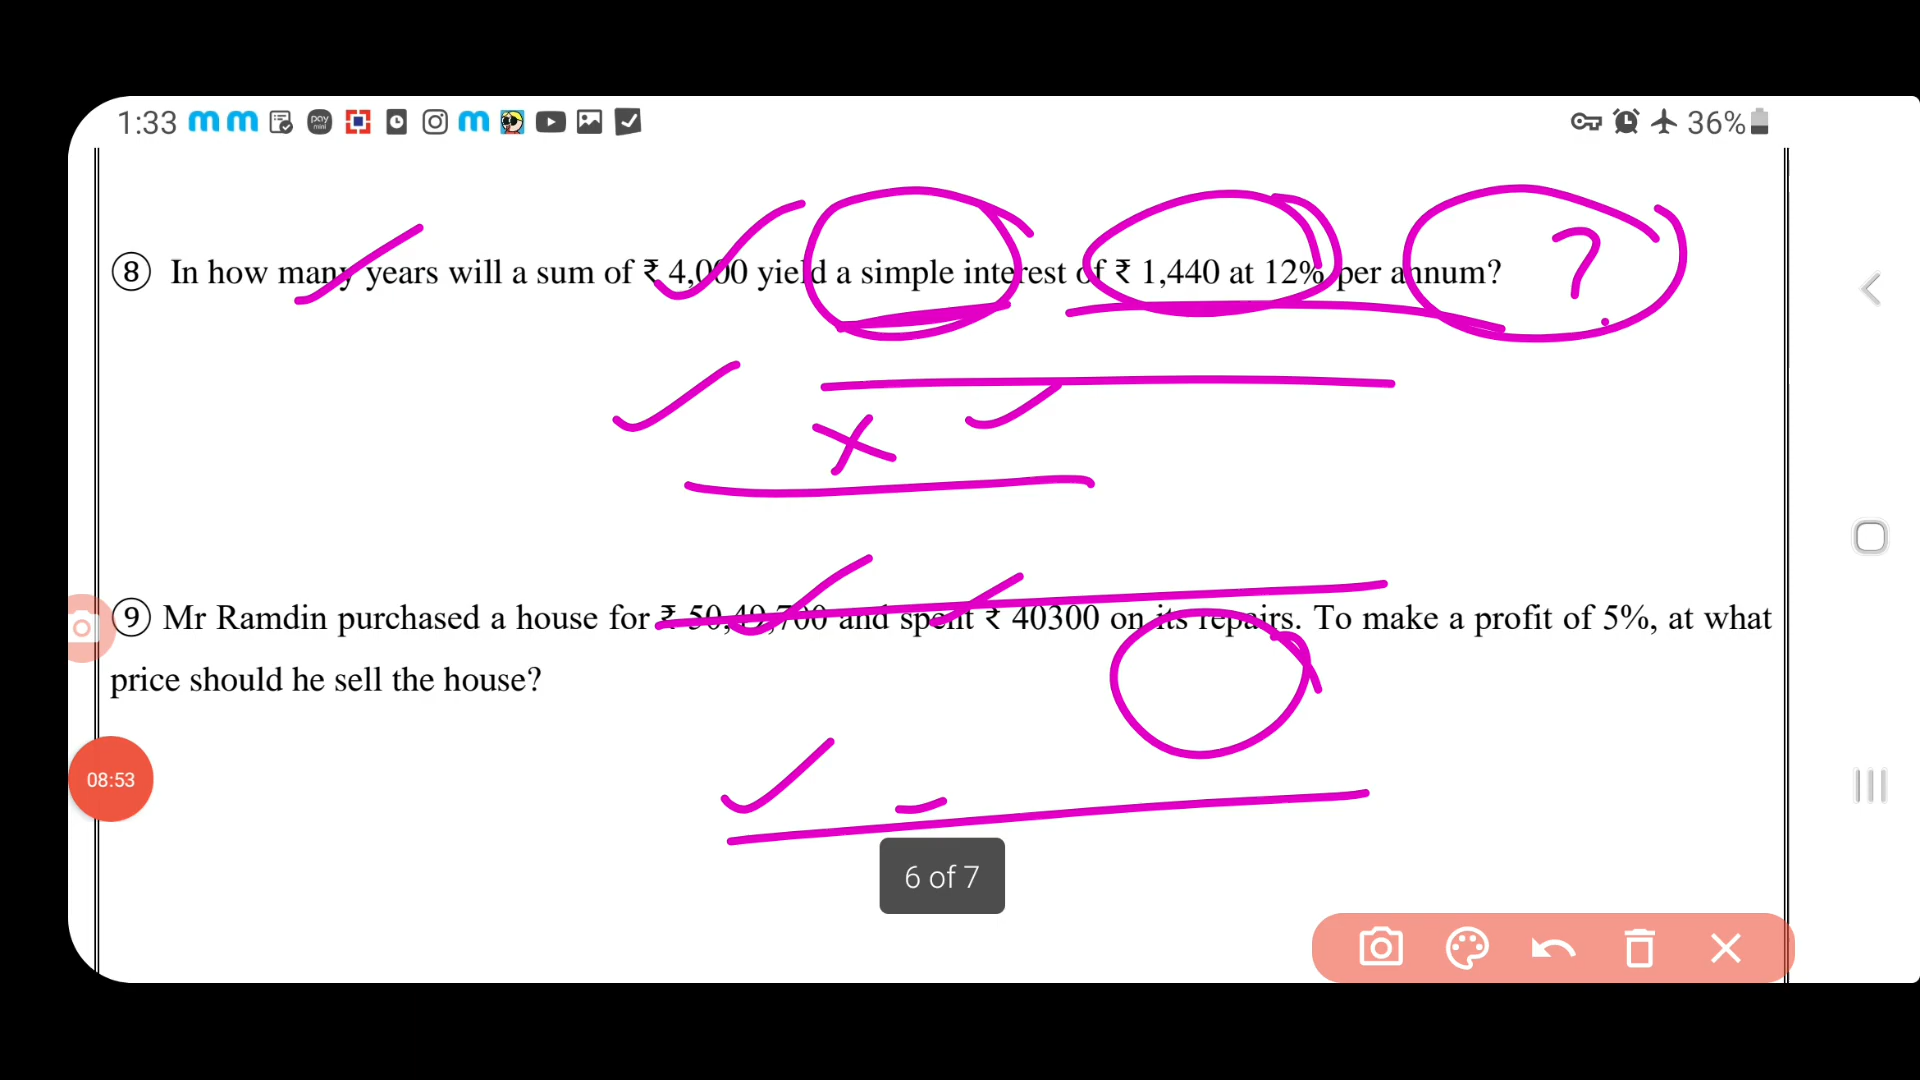 1:33 pay mini 36%
⑧ In how many years will a sum of ₹ 4,000 yield a simple interest of ₹ 1,440 at 12% per annum?
?
⑨ Mr Ramdin purchased a house for ₹ 50,49,700 and spent ₹ 40300 on its repairs. To make a profit of 5%, at what
price should he sell the house?
08:53
6 of 7